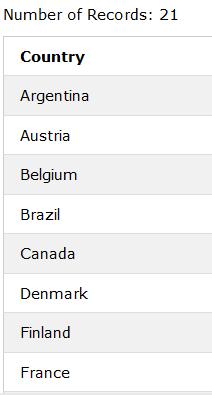 Number of Records: 21
Country
Argentina
Austria
Belgium
Brazil
Canada
Denmark
Finland
France